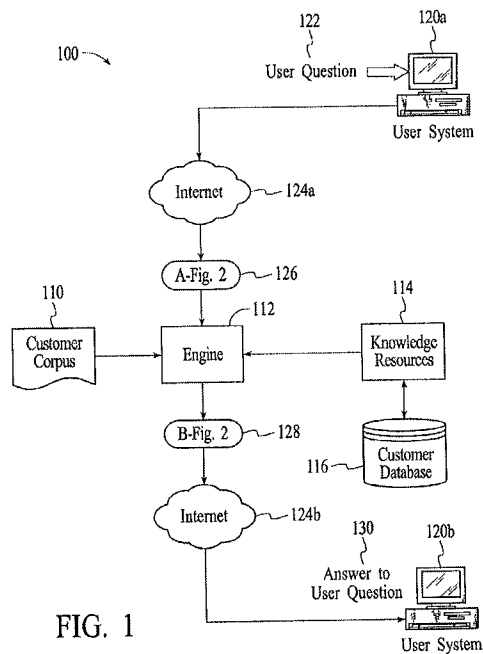 122
120a
100
User Question
User System
Internet
124a
A-Fig. 2
126
110
112
114
Customer
Corpus
Engine
Knowledge
Resources
B-Fig. 2
128
116
Customer
Database
Internet
124b
130
120b
Answer to
User Question
FIG. 1
User System